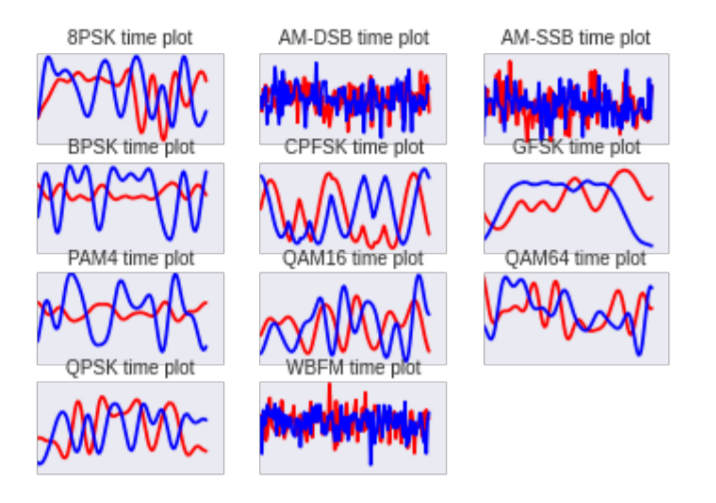 8PSK time plot
AM-DSB time plot
AM-SSB time plot
BPSK time plot
CPFSK time plot
GFSK time plot
PAM4 time plot
QAM16 time plot
QAM64 time plot
QPSK time plot
WBFM time plot